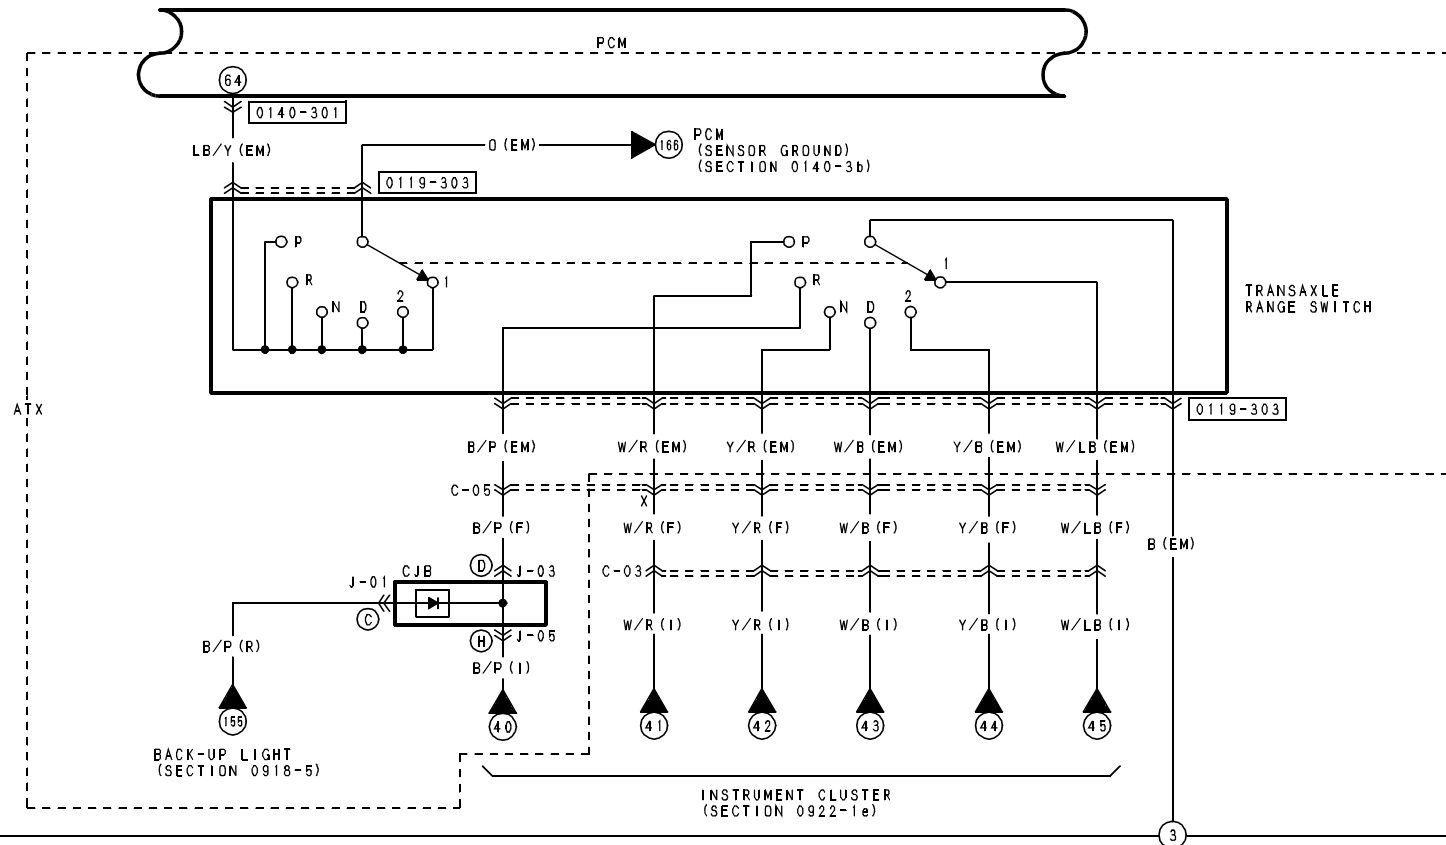 PCM
64
0140-301
LB/Y (EM)
O (EM)
166
PCM
(SENSOR GROUND)
(SECTION 0140-3b)
0119-303
P
R
N
D
2
1
P
R
N
D
2
1
TRANSAXLE
RANGE SWITCH
ATX
0119-303
B/P (EM)
W/R (EM)
Y/R (EM)
W/B (EM)
Y/B (EM)
W/LB (EM)
C-05
X
B/P (F)
W/R (F)
Y/R (F)
W/B (F)
Y/B (F)
W/LB (F)
B (EM)
D
J-03
CJB
J-01
C-03
C
H
J-05
B/P (R)
B/P (I)
W/R (I)
Y/R (I)
W/B (I)
Y/B (I)
W/LB (I)
155
40
41
42
43
44
45
BACK-UP LIGHT
(SECTION 0918-5)
INSTRUMENT CLUSTER
(SECTION 0922-1e)
3